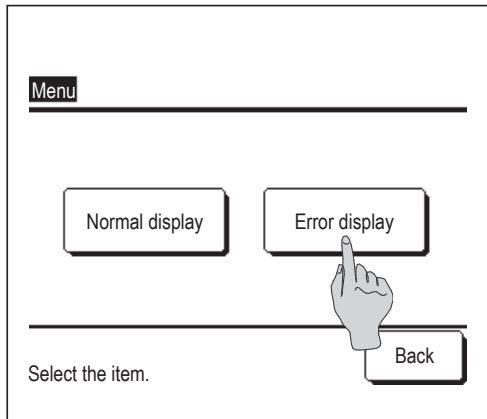 Menu
Normal display
Error display
Back
Select the item.